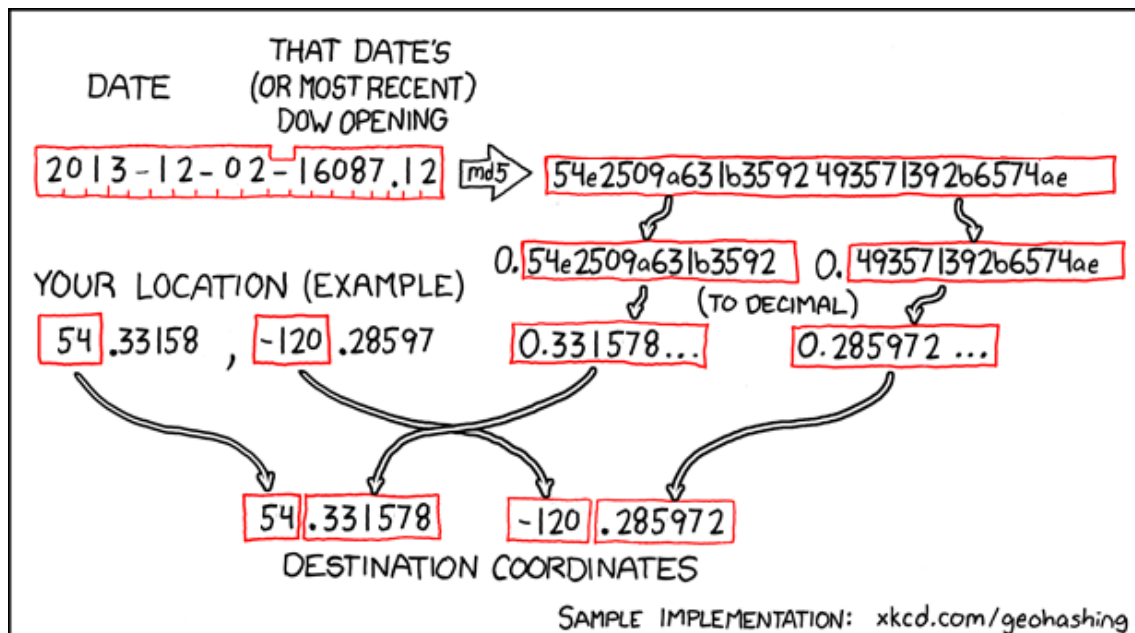 DATE
THAT DATE'S
(OR MOST RECENT)
DOW OPENING
2013-12-02-16087.12
md5
54e2509a631b3592493571392b6574ae
0.54e2509a631b3592
0.493571392b6574ae
(TO DECIMAL)
YOUR LOCATION (EXAMPLE)
54.33158, -120.28597
0.331578...
0.285972...
54.331578
-120.285972
DESTINATION COORDINATES
SAMPLE IMPLEMENTATION: xkcd.com/geohashing